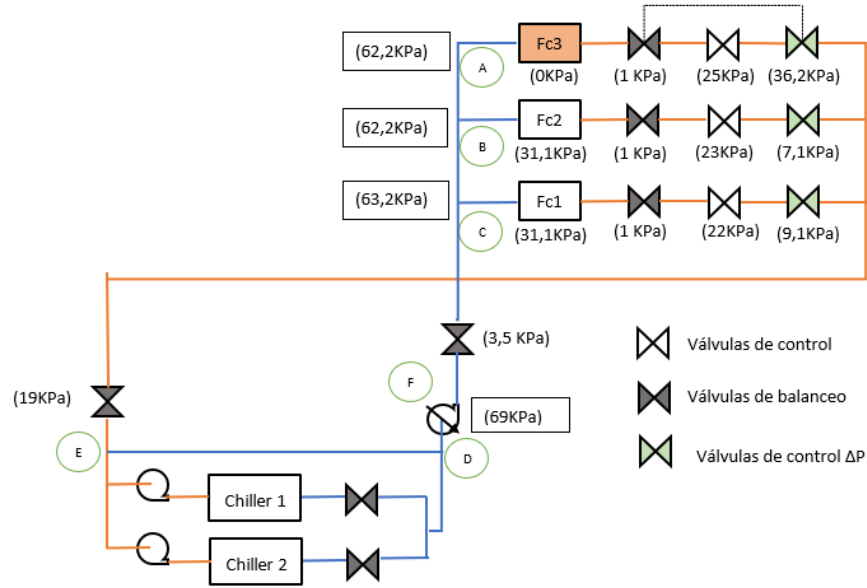 (62,2KPa)
A
Fc3
(0KPa)
(1 KPa)
(25KPa)
(36,2KPa)
(62,2KPa)
B
Fc2
(31,1KPa)
(1 KPa)
(23KPa)
(7,1KPa)
(63,2KPa)
C
Fc1
(31,1KPa)
(1 KPa)
(22KPa)
(9,1KPa)
(3,5 KPa)
Válvulas de control
(19KPa)
F
Válvulas de balanceo
(69KPa)
E
D
Válvulas de control ΔP
Chiller 1
Chiller 2